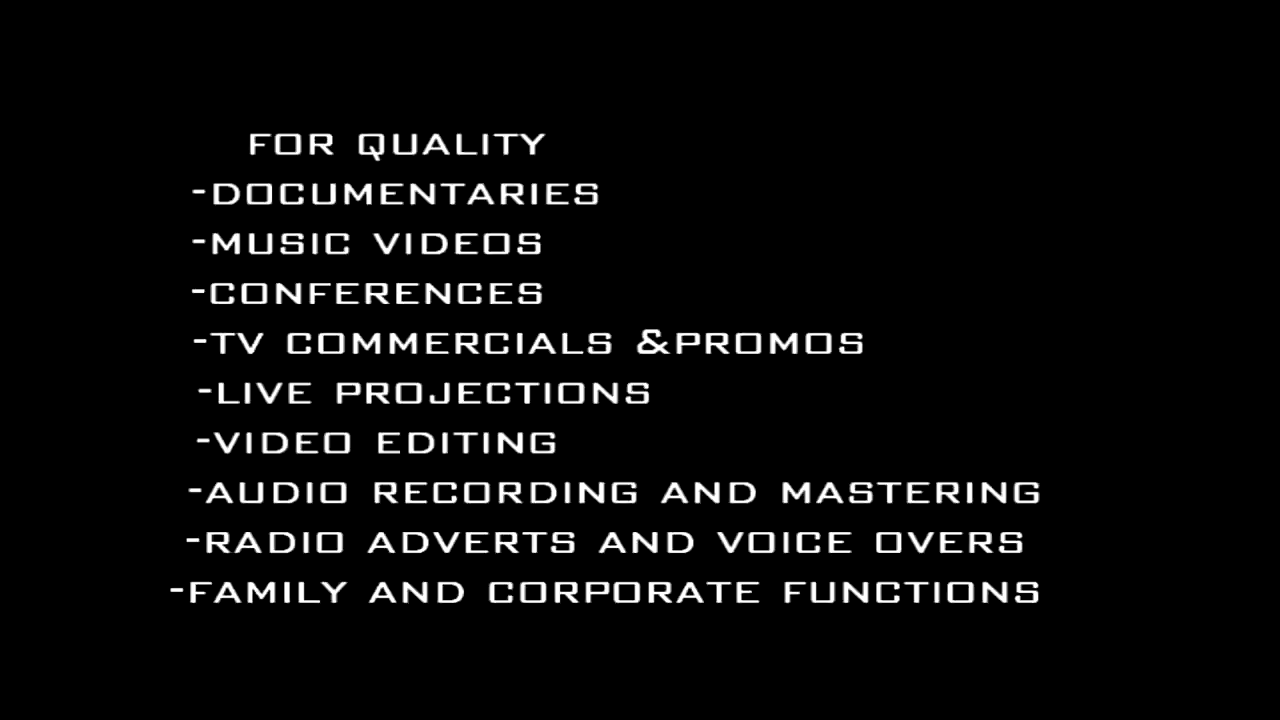 FOR QUALITY
-DOCUMENTARIES
-MUSIC VIDEOS
-CONFERENCES
-TV COMMERCIALS &PROMOS
-LIVE PROJECTIONS
-VIDEO EDITING
-AUDIO RECORDING AND MASTERING
-RADIO ADVERTS AND VOICE OVERS
-FAMILY AND CORPORATE FUNCTIONS